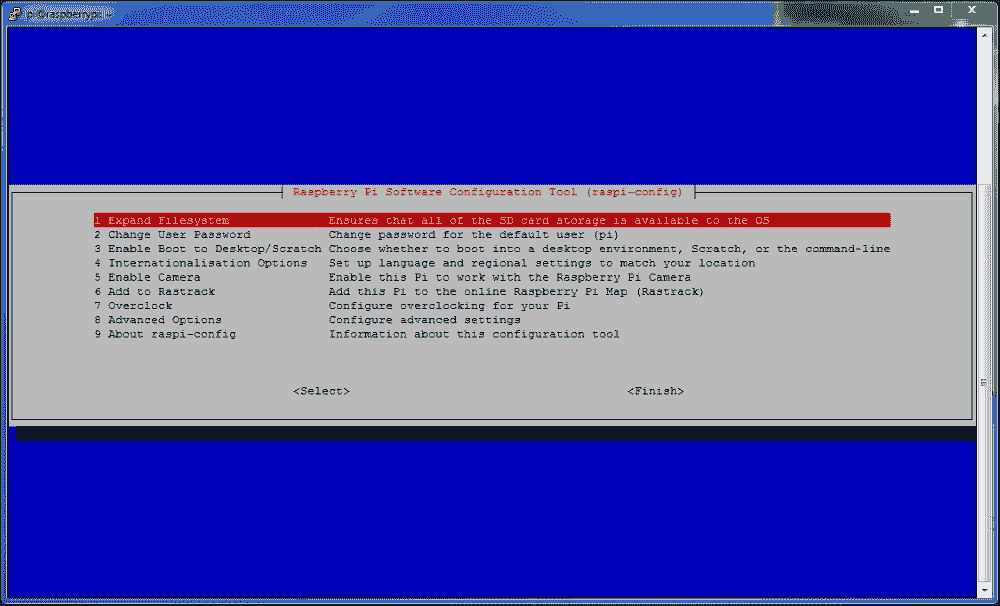 pi@raspberrypi: ~
Raspberry Pi Software Configuration Tool (raspi-config)
1 Expand Filesystem Ensures that all of the SD card storage is available to the OS
2 Change User Password Change password for the default user (pi)
3 Enable Boot to Desktop/Scratch Choose whether to boot into a desktop environment, Scratch, or the command-line
4 Internationalisation Options Set up language and regional settings to match your location
5 Enable Camera Enable this Pi to work with the Raspberry Pi Camera
6 Add to Rastrack Add this Pi to the online Raspberry Pi Map (Rastrack)
7 Overclock Configure overclocking for your Pi
8 Advanced Options Configure advanced settings
9 About raspi-config Information about this configuration tool
<Select> <Finish>